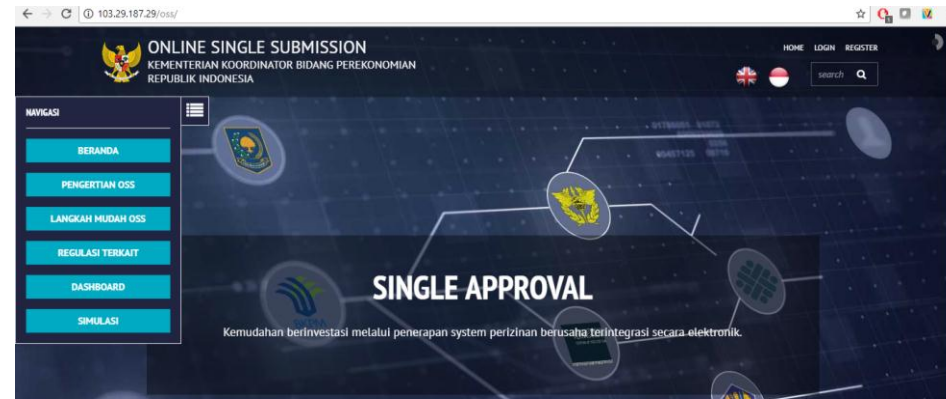 103.29.187.29/oss/
ONLINE SINGLE SUBMISSION
KEMENTERIAN KOORDINATOR BIDANG PEREKONOMIAN
REPUBLIK INDONESIA
HOME LOGIN REGISTER
search
NAVIGASI
BERANDA
PENGERTIAN OSS
LANGKAH MUDAH OSS
REGULASI TERKAIT
DASHBOARD
SIMULASI
SINGLE APPROVAL
Kemudahan berinvestasi melalui penerapan system perizinan berusaha terintegrasi secara elektronik.